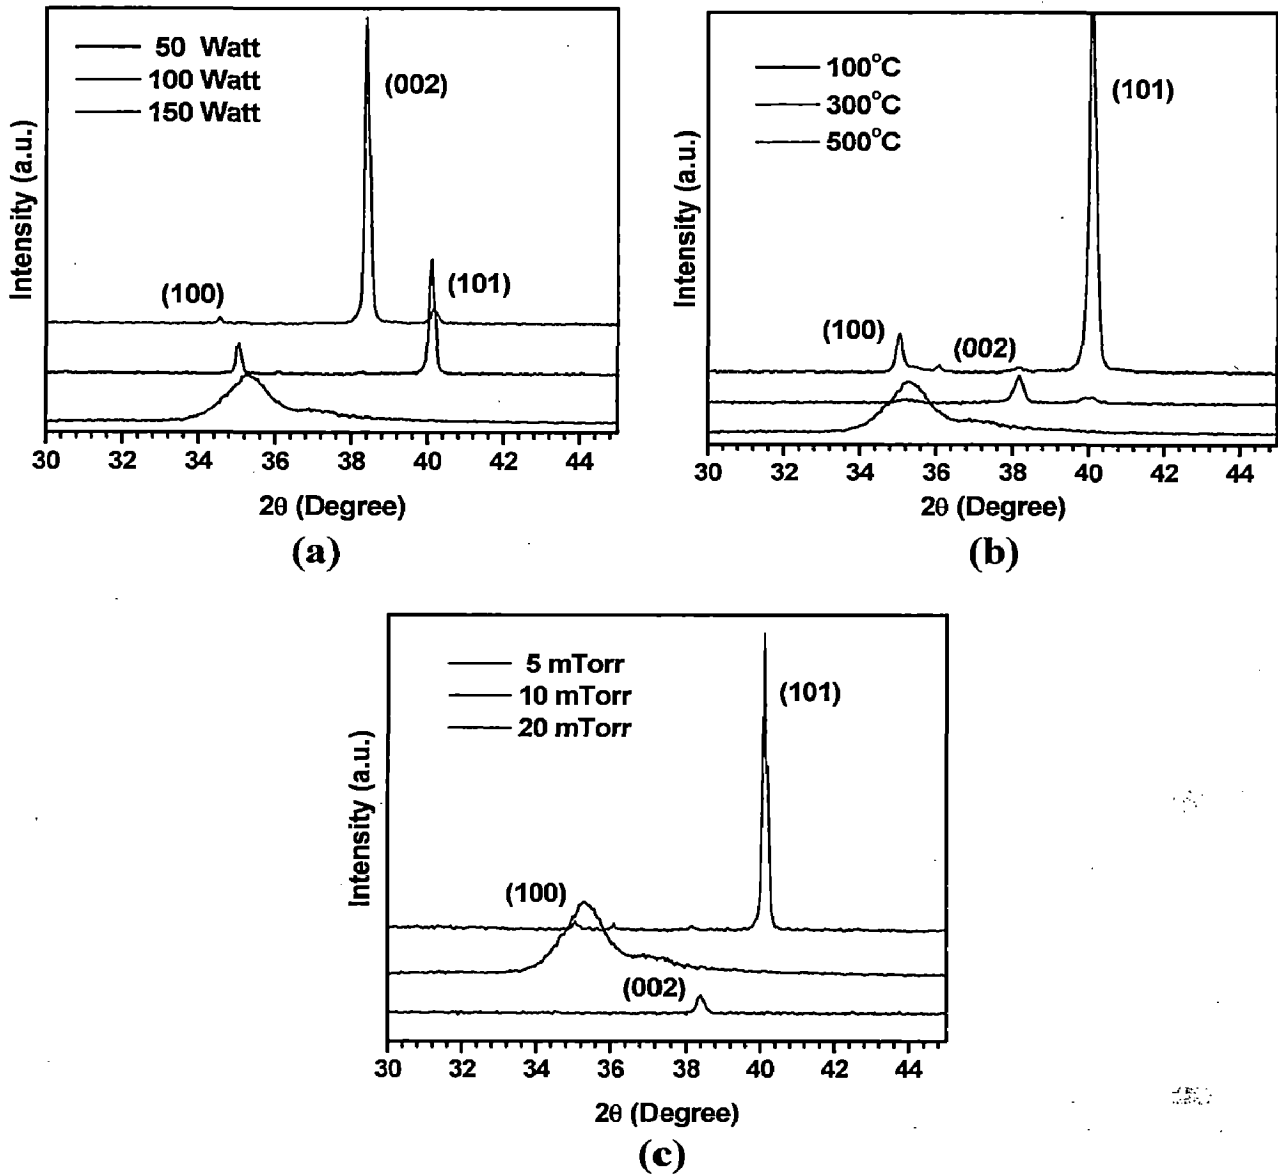 50 Watt
100 Watt
150 Watt
(002)
(100)
(101)
Intensity (a.u.)
30 32 34 36 38 40 42 44
2θ (Degree)
(a)
100°C
300°C
500°C
(101)
(100)
(002)
Intensity (a.u.)
30 32 34 36 38 40 42 44
2θ (Degree)
(b)
5 mTorr
10 mTorr
20 mTorr
(101)
(100)
(002)
Intensity (a.u.)
30 32 34 36 38 40 42 44
2θ (Degree)
(c)